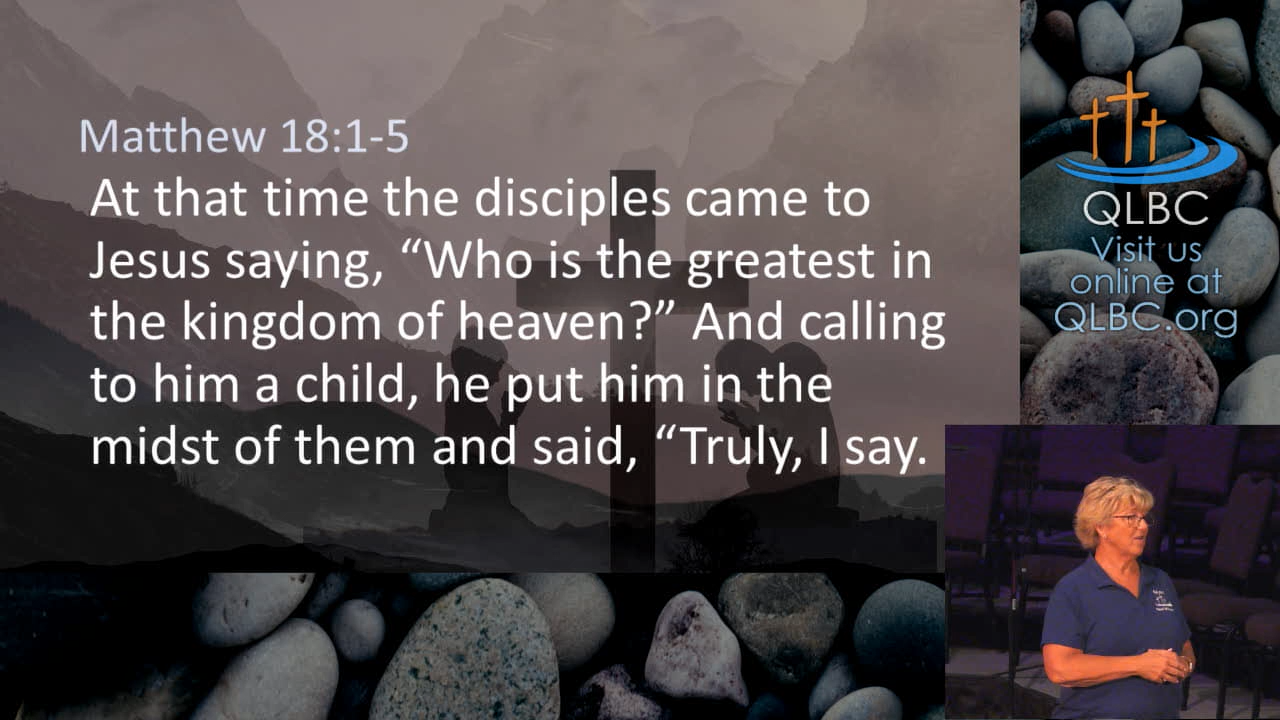 Matthew 18:1-5
At that time the disciples came to
Jesus saying, “Who is the greatest in
the kingdom of heaven?” And calling
to him a child, he put him in the
midst of them and said, “Truly, I say.
QLBC
Visit us
online at
QLBC.org